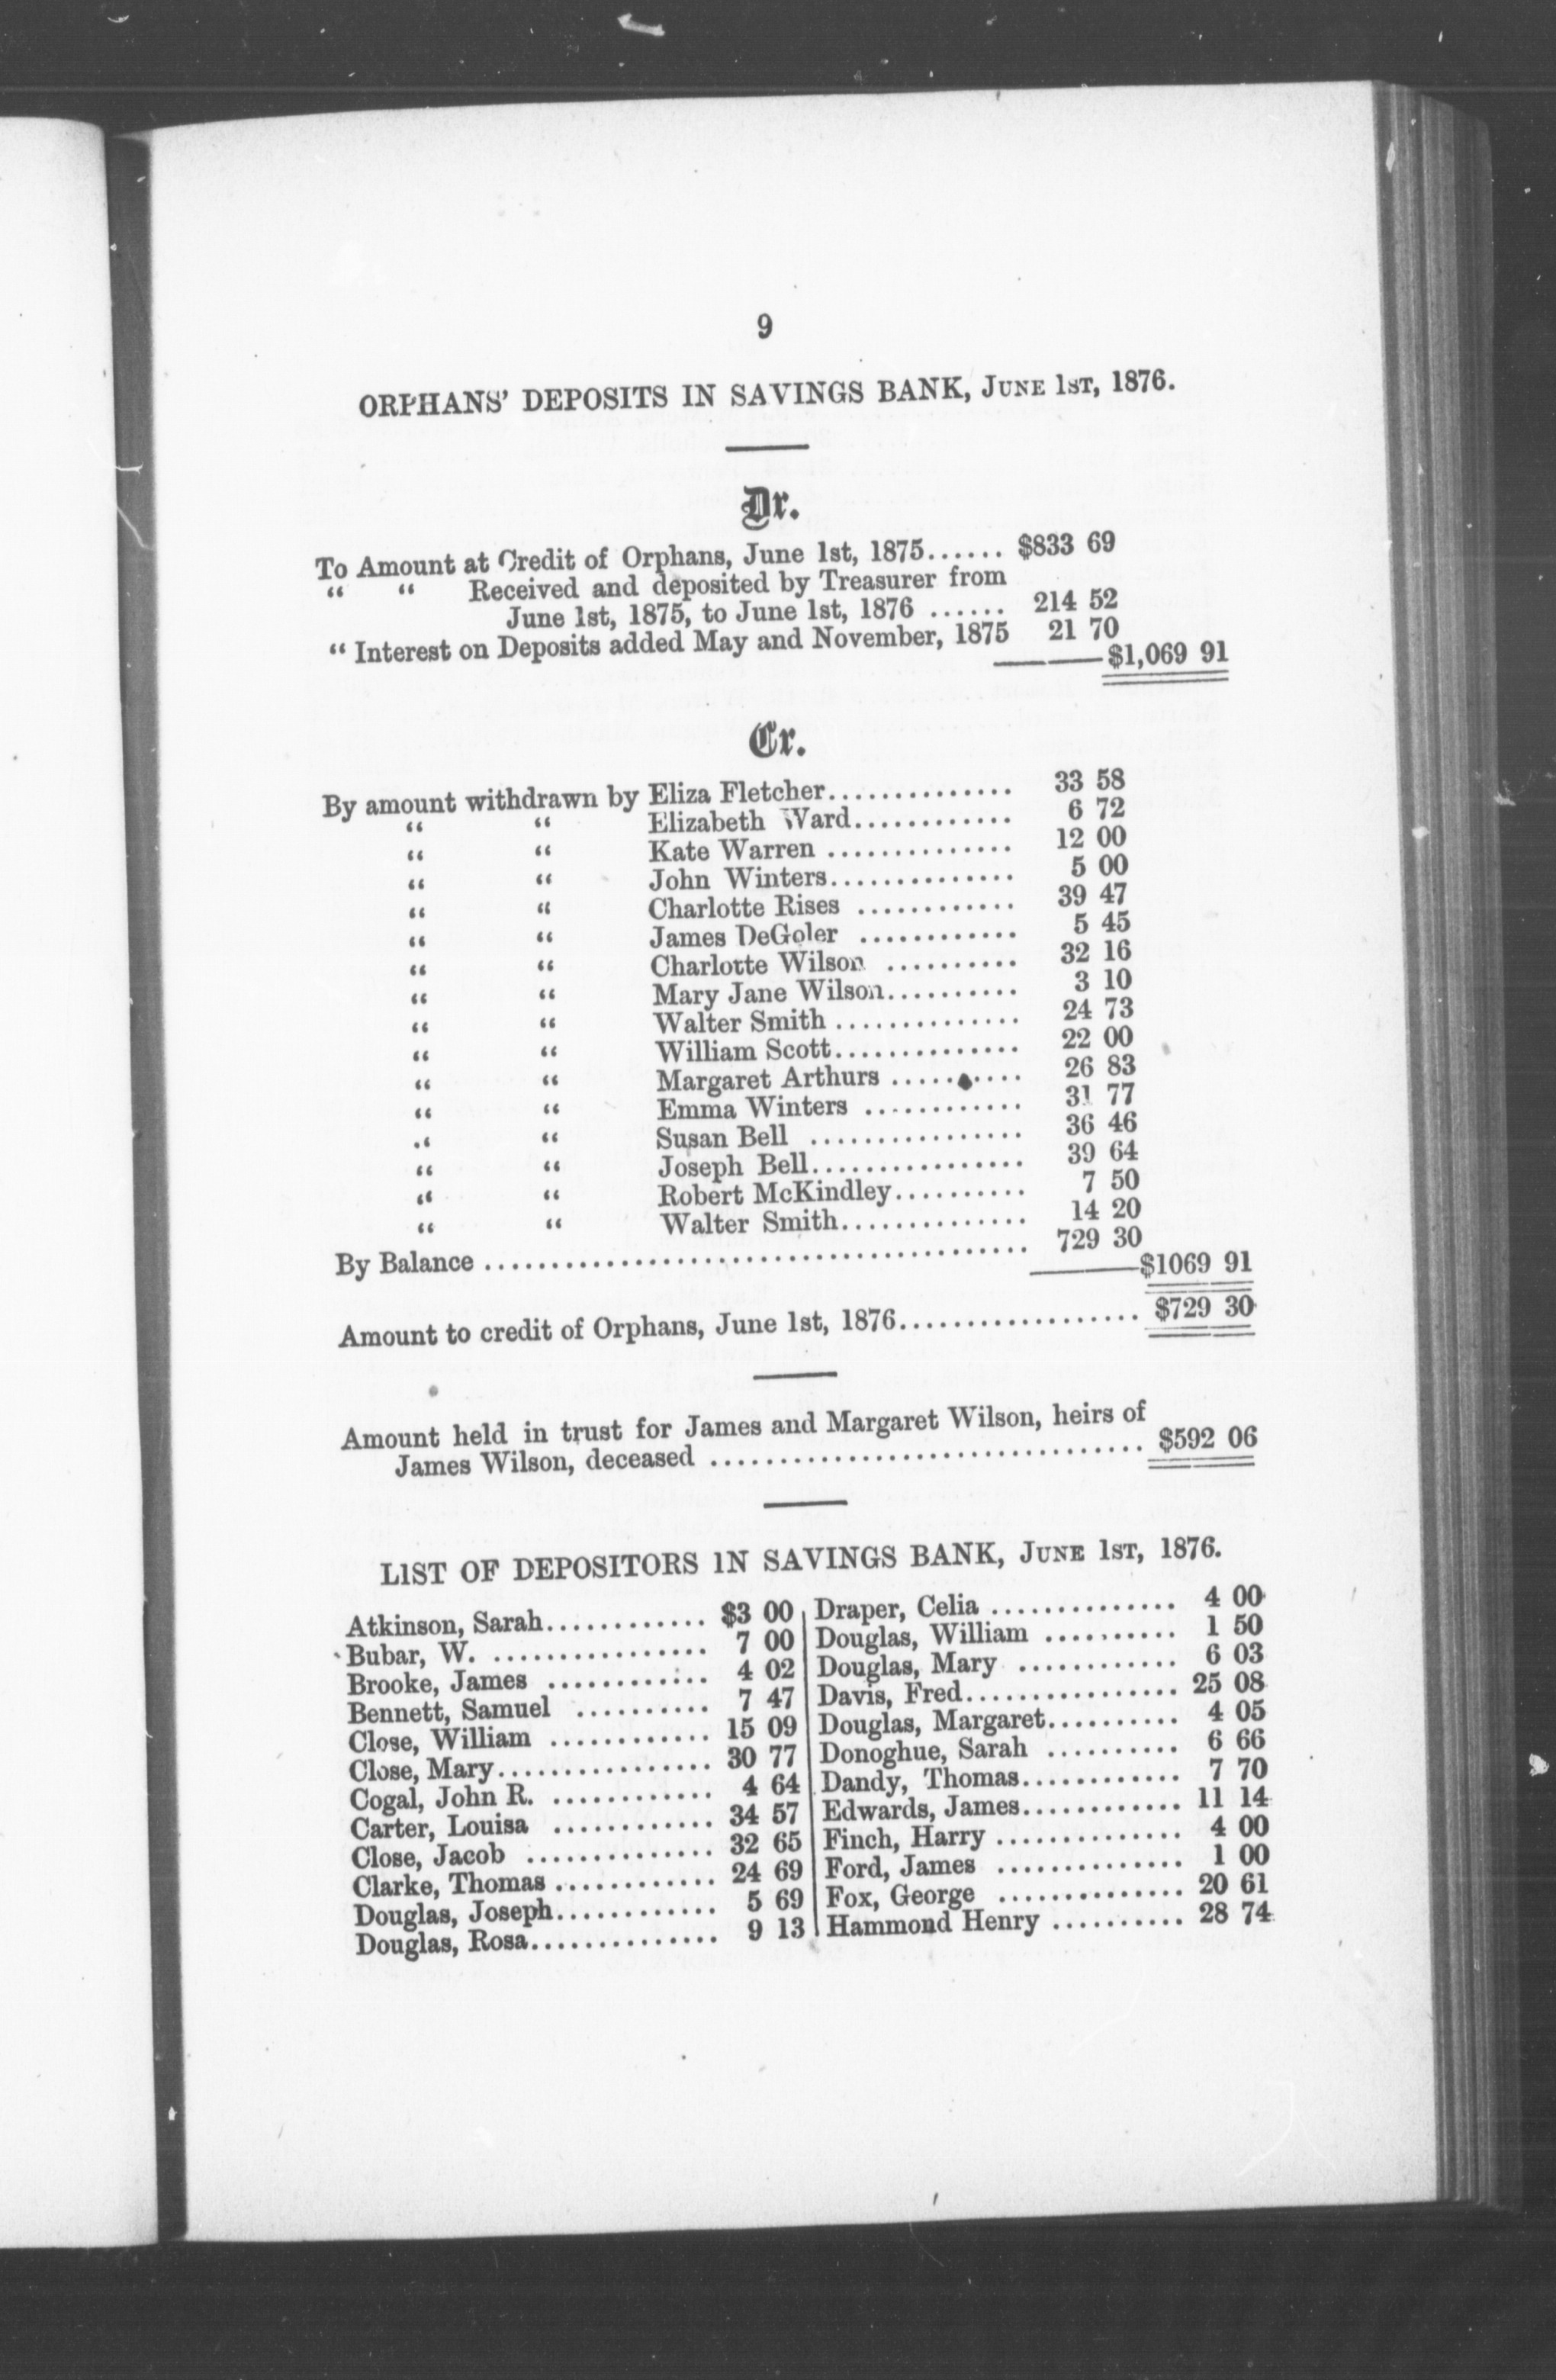 9
ORPHANS' DEPOSITS IN SAVINGS BANK, JUNE 1ST, 1876.
Dr.
To Amount at Credit of Orphans, June 1st, 1875...... $833 69
“ “ Received and deposited by Treasurer from
June 1st, 1875, to June 1st, 1876 ...... 214 52
“ Interest on Deposits added May and November, 1875 21 70
$1,069 91
Cr.
By amount withdrawn by Eliza Fletcher.............. 33 58
“ “ Elizabeth Ward............ 6 72
“ “ Kate Warren .............. 12 00
“ “ John Winters.............. 5 00
“ “ Charlotte Rises ............ 39 47
“ “ James DeGoler ............ 5 45
“ “ Charlotte Wilson .......... 32 16
“ “ Mary Jane Wilson.......... 3 10
“ “ Walter Smith .............. 24 73
“ “ William Scott.............. 22 00
“ “ Margaret Arthurs .......... 26 83
“ “ Emma Winters ............ 31 77
“ “ Susan Bell ................ 36 46
“ “ Joseph Bell................ 39 64
“ “ Robert McKindley.......... 7 50
“ “ Walter Smith.............. 14 20
By Balance ........................................ 729 30
$1069 91
Amount to credit of Orphans, June 1st, 1876.................. $729 30
Amount held in trust for James and Margaret Wilson, heirs of
James Wilson, deceased ................................ $592 06
LIST OF DEPOSITORS IN SAVINGS BANK, JUNE 1ST, 1876.
Atkinson, Sarah............ $3 00
Bubar, W. ................ 7 00
Brooke, James ............ 4 02
Bennett, Samuel .......... 7 47
Close, William ............ 15 09
Close, Mary................ 30 77
Cogal, John R. ............ 4 64
Carter, Louisa ............ 34 57
Close, Jacob .............. 32 65
Clarke, Thomas ............ 24 69
Douglas, Joseph............ 5 69
Douglas, Rosa.............. 9 13
Draper, Celia .............. 4 00
Douglas, William .......... 1 50
Douglas, Mary ............ 6 03
Davis, Fred................ 25 08
Douglas, Margaret.......... 4 05
Donoghue, Sarah .......... 6 66
Dandy, Thomas............ 7 70
Edwards, James............ 11 14
Finch, Harry .............. 4 00
Ford, James .............. 1 00
Fox, George .............. 20 61
Hammond Henry .......... 28 74